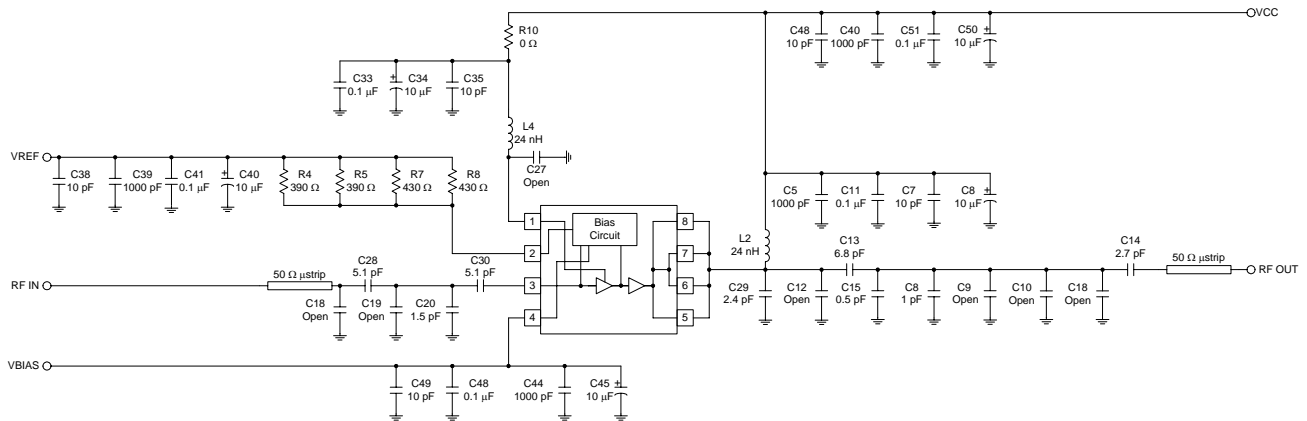 R10
0 Ω
C48
10 pF
C40
1000 pF
C51
0.1 µF
C50
10 µF
+
VCC
C33
0.1 µF
C34
10 µF
+
C35
10 pF
L4
24 nH
VREF
C38
10 pF
C39
1000 pF
C41
0.1 µF
C40
10 µF
+
R4
390 Ω
R5
390 Ω
R7
430 Ω
R8
430 Ω
C27
Open
C5
1000 pF
C11
0.1 µF
C7
10 pF
C8
10 µF
+
Bias
Circuit
1
2
3
4
8
7
6
5
L2
24 nH
C13
6.8 pF
C14
2.7 pF
50 Ω µstrip
RF OUT
RF IN
50 Ω µstrip
C28
5.1 pF
C30
5.1 pF
C18
Open
C19
Open
C20
1.5 pF
C29
2.4 pF
C12
Open
C15
0.5 pF
C8
1 pF
C9
Open
C10
Open
C18
Open
VBIAS
C49
10 pF
C48
0.1 µF
C44
1000 pF
C45
10 µF
+